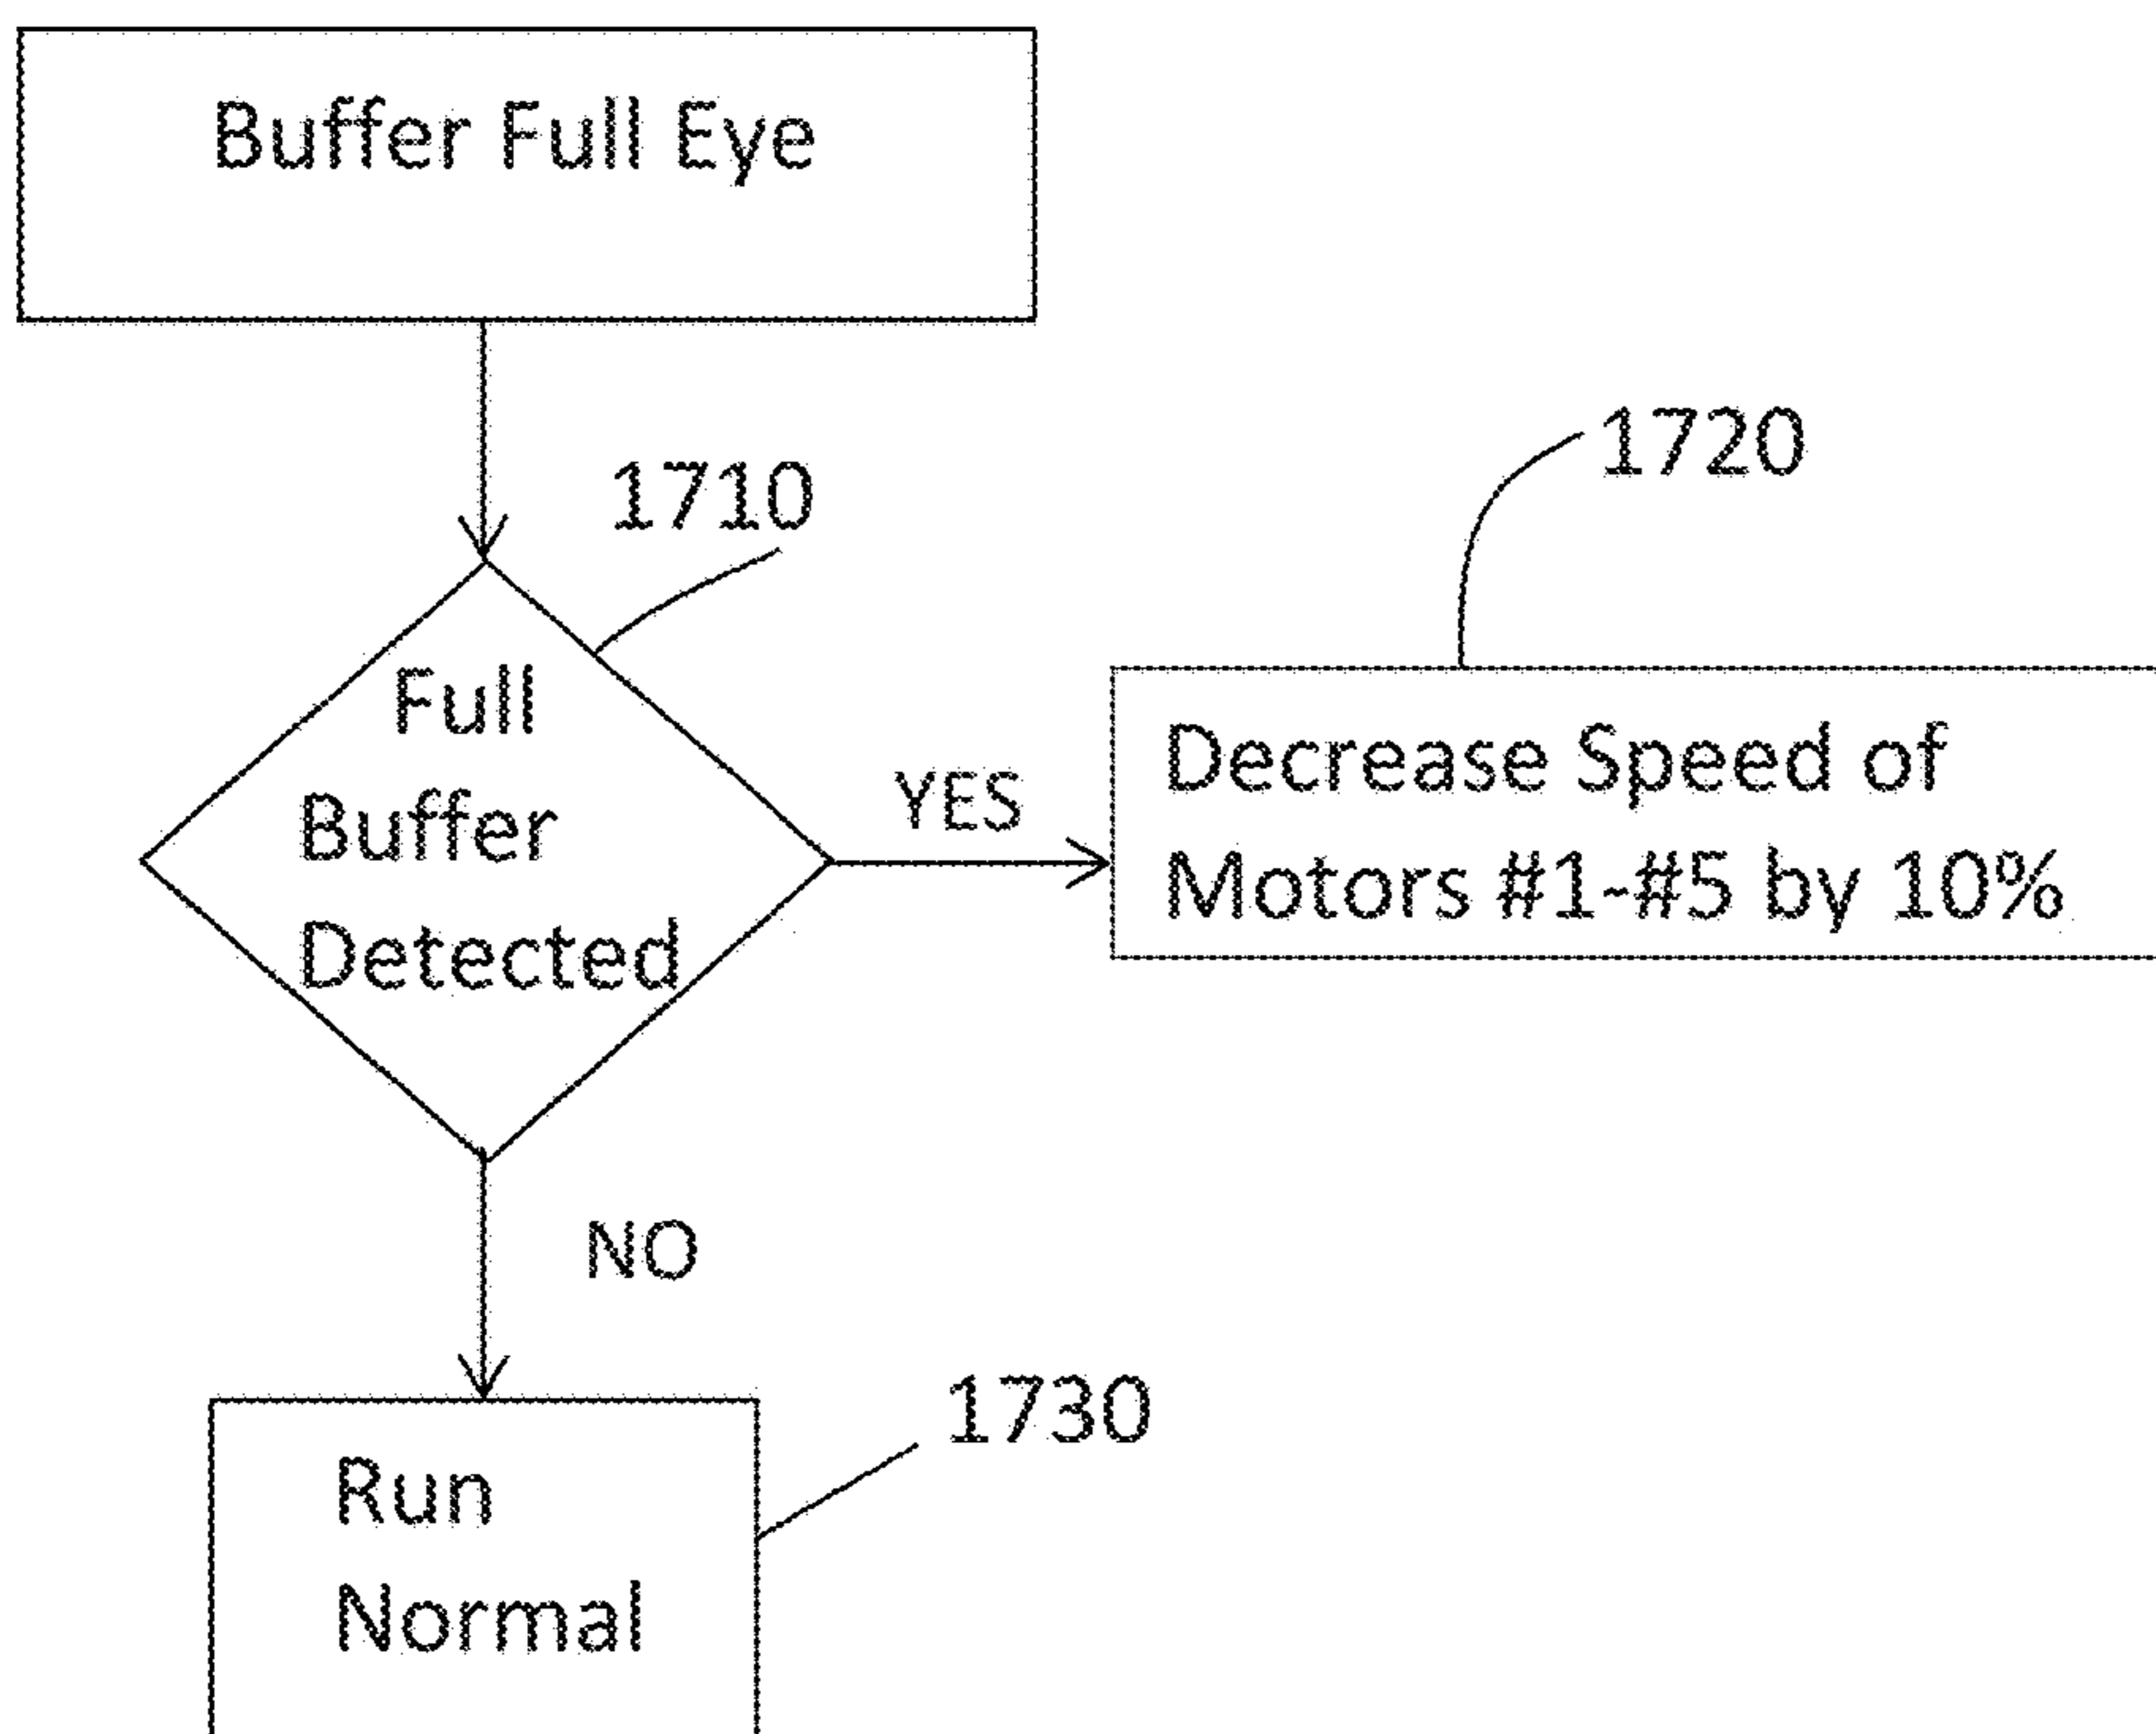 Buffer Full Eye
1710
1720
Full
Buffer
Detected
YES
Decrease Speed of
Motors #1-#5 by 10%
NO
1730
Run
Normal